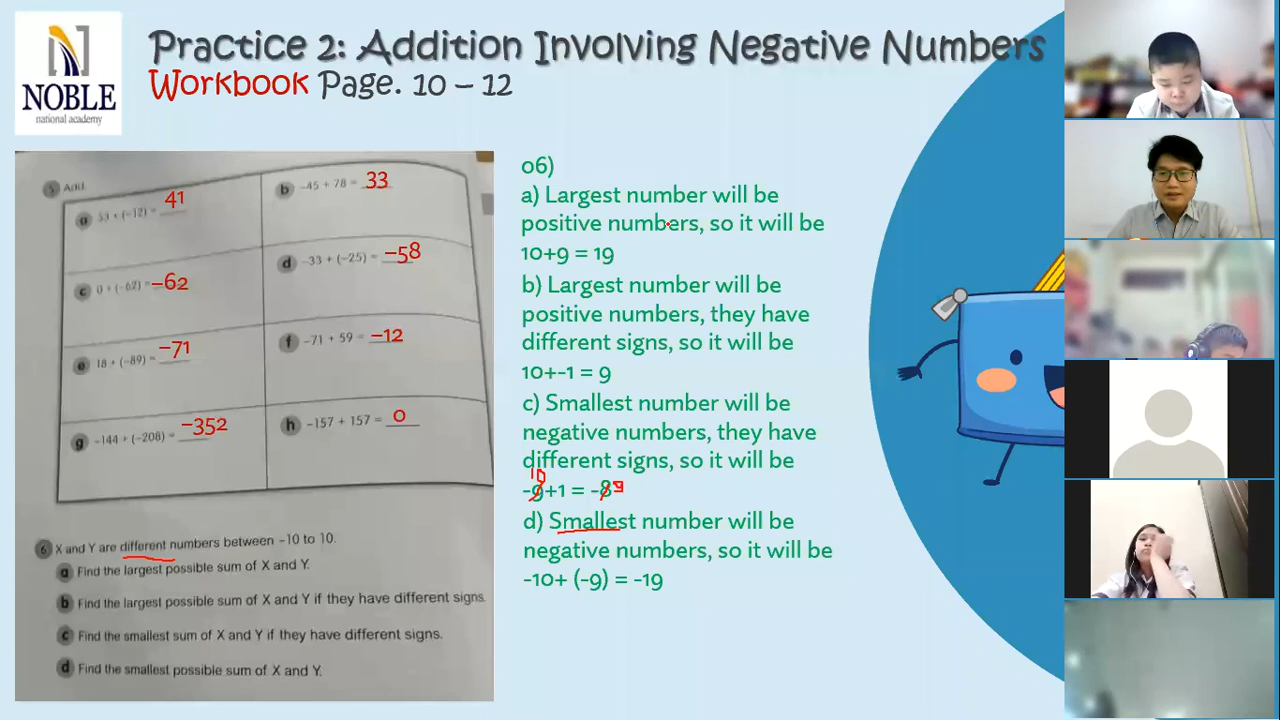 Practice 2: Addition Involving Negative Numbers
Workbook Page. 10 – 12
NOBLE
national academy
5 Add.
a 53 + (-12) = 41
b -45 + 78 = 33
c 0 + (-62) = -62
d -33 + (-25) = -58
e 18 + (-89) = -71
f -71 + 59 = -12
g -144 + (-208) = -352
h -157 + 157 = 0
6 X and Y are different numbers between -10 to 10.
a Find the largest possible sum of X and Y.
b Find the largest possible sum of X and Y if they have different signs.
c Find the smallest sum of X and Y if they have different signs.
d Find the smallest possible sum of X and Y.
06)
a) Largest number will be
positive numbers, so it will be
10+9 = 19
b) Largest number will be
positive numbers, they have
different signs, so it will be
10+-1 = 9
c) Smallest number will be
negative numbers, they have
different signs, so it will be
10
-9+1 = -8 9
d) Smallest number will be
negative numbers, so it will be
-10+ (-9) = -19